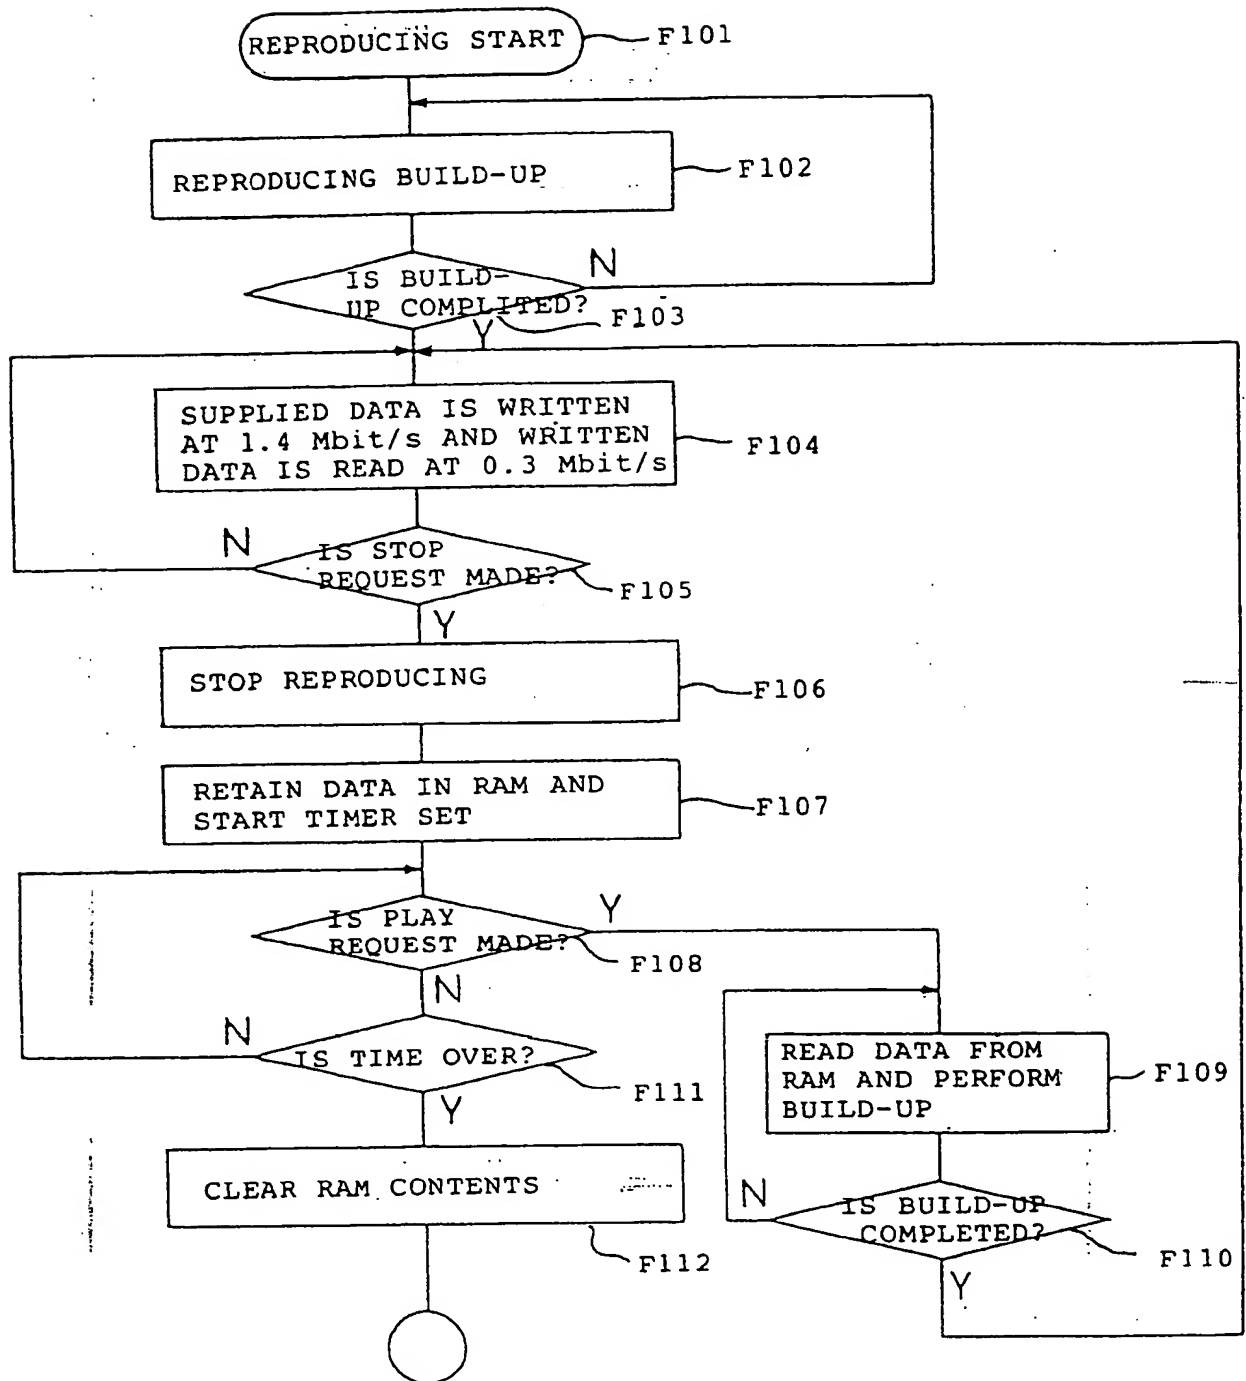 REPRODUCING START
F101
REPRODUCING BUILD-UP
F102
N
IS BUILD-
UP COMPLITED?
F103
Y
SUPPLIED DATA IS WRITTEN
AT 1.4 Mbit/s AND WRITTEN
DATA IS READ AT 0.3 Mbit/s
F104
N
IS STOP
REQUEST MADE?
F105
Y
STOP REPRODUCING
F106
RETAIN DATA IN RAM AND
START TIMER SET
F107
Y
IS PLAY
REQUEST MADE?
F108
N
N
IS TIME OVER?
F111
Y
READ DATA FROM
RAM AND PERFORM
BUILD-UP
F109
CLEAR RAM CONTENTS
F112
N
IS BUILD-UP
COMPLETED?
F110
Y